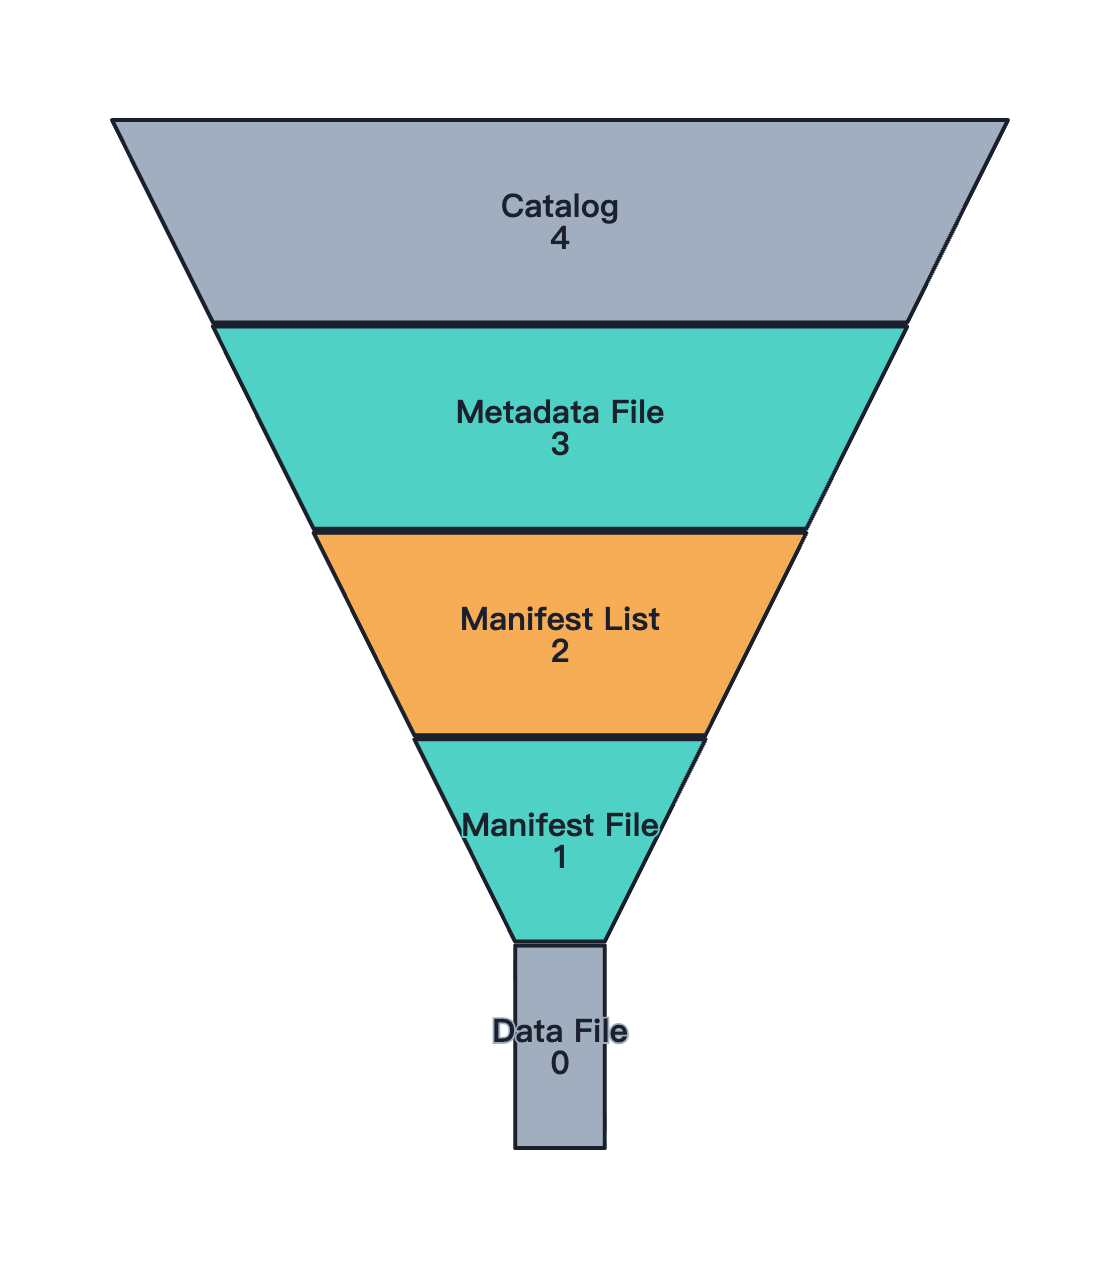 Catalog
4
Metadata File
3
Manifest List
2
Manifest File
1
Data File
0